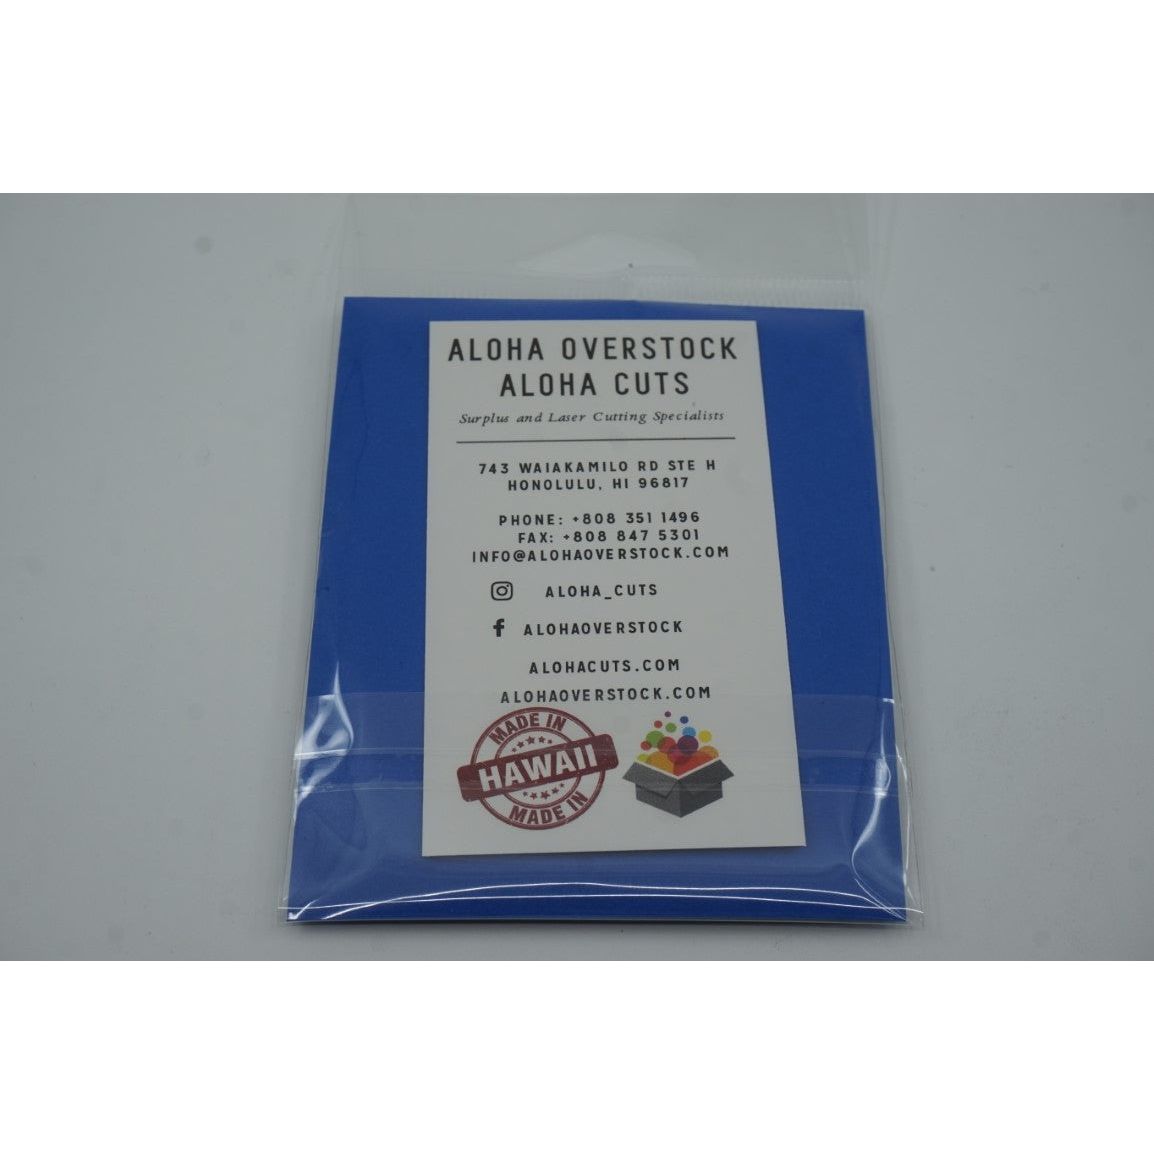 ALOHA OVERSTOCK
ALOHA CUTS
Surplus and Laser Cutting Specialists
743 WAIAKAMILO RD STE H
HONOLULU, HI 96817
PHONE: +808 351 1496
FAX: +808 847 5301
INFO@ALOHAOVERSTOCK.COM
ALOHA_CUTS
ALOHAOVERSTOCK
ALOHACUTS.COM
ALOHAOVERSTOCK.COM
MADE IN
HAWAII
MADE IN